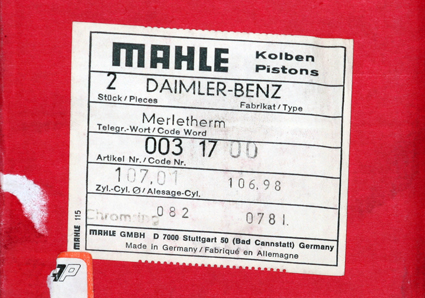 MAHLE Kolben
Pistons
2 DAIMLER-BENZ
Stück/Pieces Fabrikat/Type
Merletherm
Telegr.-Wort/Code Word
003 17 00
Artikel Nr./Code Nr.
107.01 106.98
Zyl.-Cyl. Ø/Alesage-Cyl.
082 0781.
MAHLE GMBH D 7000 Stuttgart 50 (Bad Cannstatt) Germany
Made in Germany/Fabriqué en Allemagne
MAHLE 115